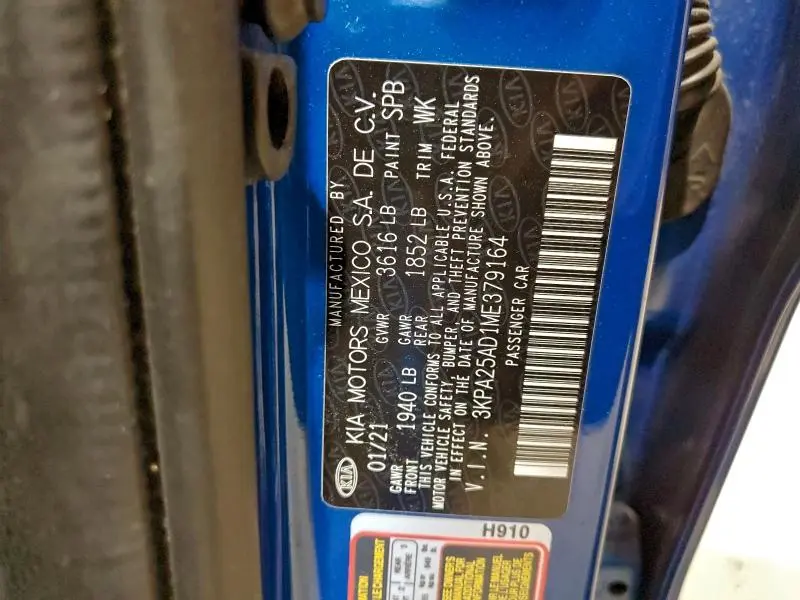 MANUFACTURED BY
KIA KIA MOTORS MEXICO S.A. DE C.V.
01/21 GVWR 3616 LB PAINT SPB
GAWR FRONT 1940 LB GAWR REAR 1852 LB TRIM WK
THIS VEHICLE CONFORMS TO ALL APPLICABLE U.S.A. FEDERAL
MOTOR VEHICLE SAFETY, BUMPER, AND THEFT PREVENTION STANDARDS
IN EFFECT ON THE DATE OF MANUFACTURE SHOWN ABOVE.
V.I.N. 3KPA25AD1ME379164
PASSENGER CAR
H910
REAR
ARRIÈRE